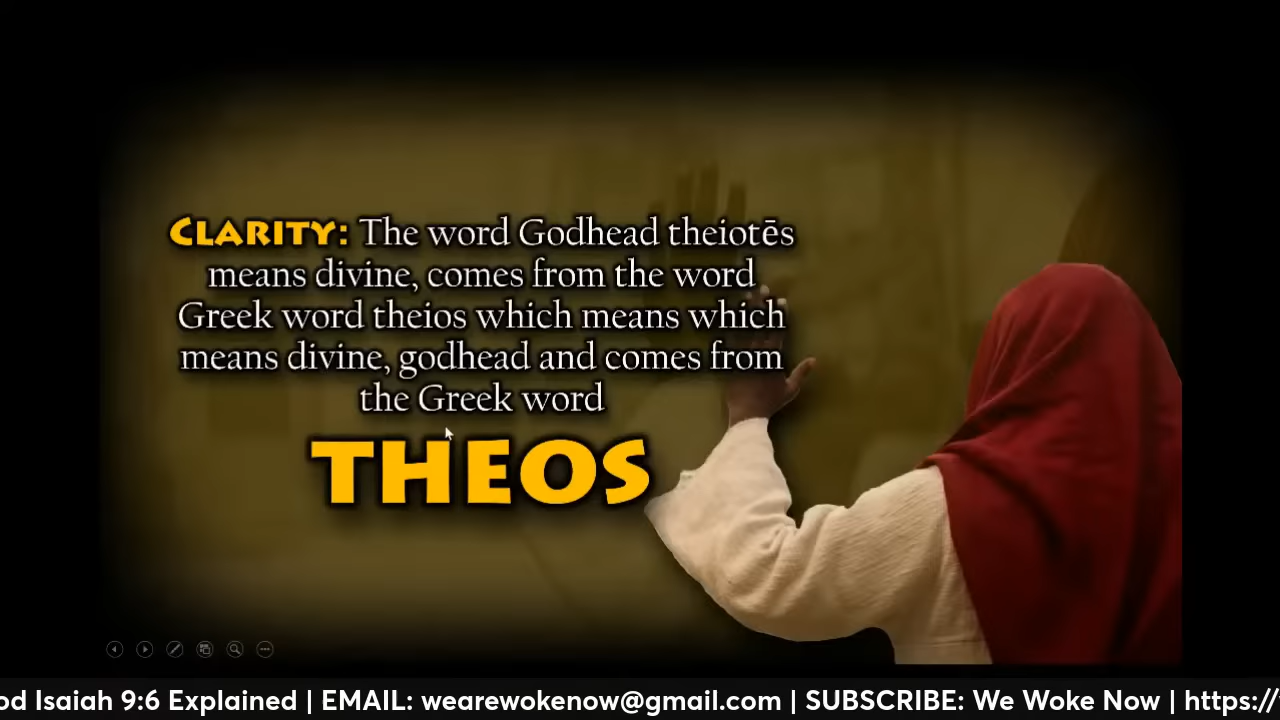 CLARITY: The word Godhead theiotēs
means divine, comes from the word
Greek word theios which means which
means divine, godhead and comes from
the Greek word
THEOS
od Isaiah 9:6 Explained | EMAIL: wearewokenow@gmail.com | SUBSCRIBE: We Woke Now | https://